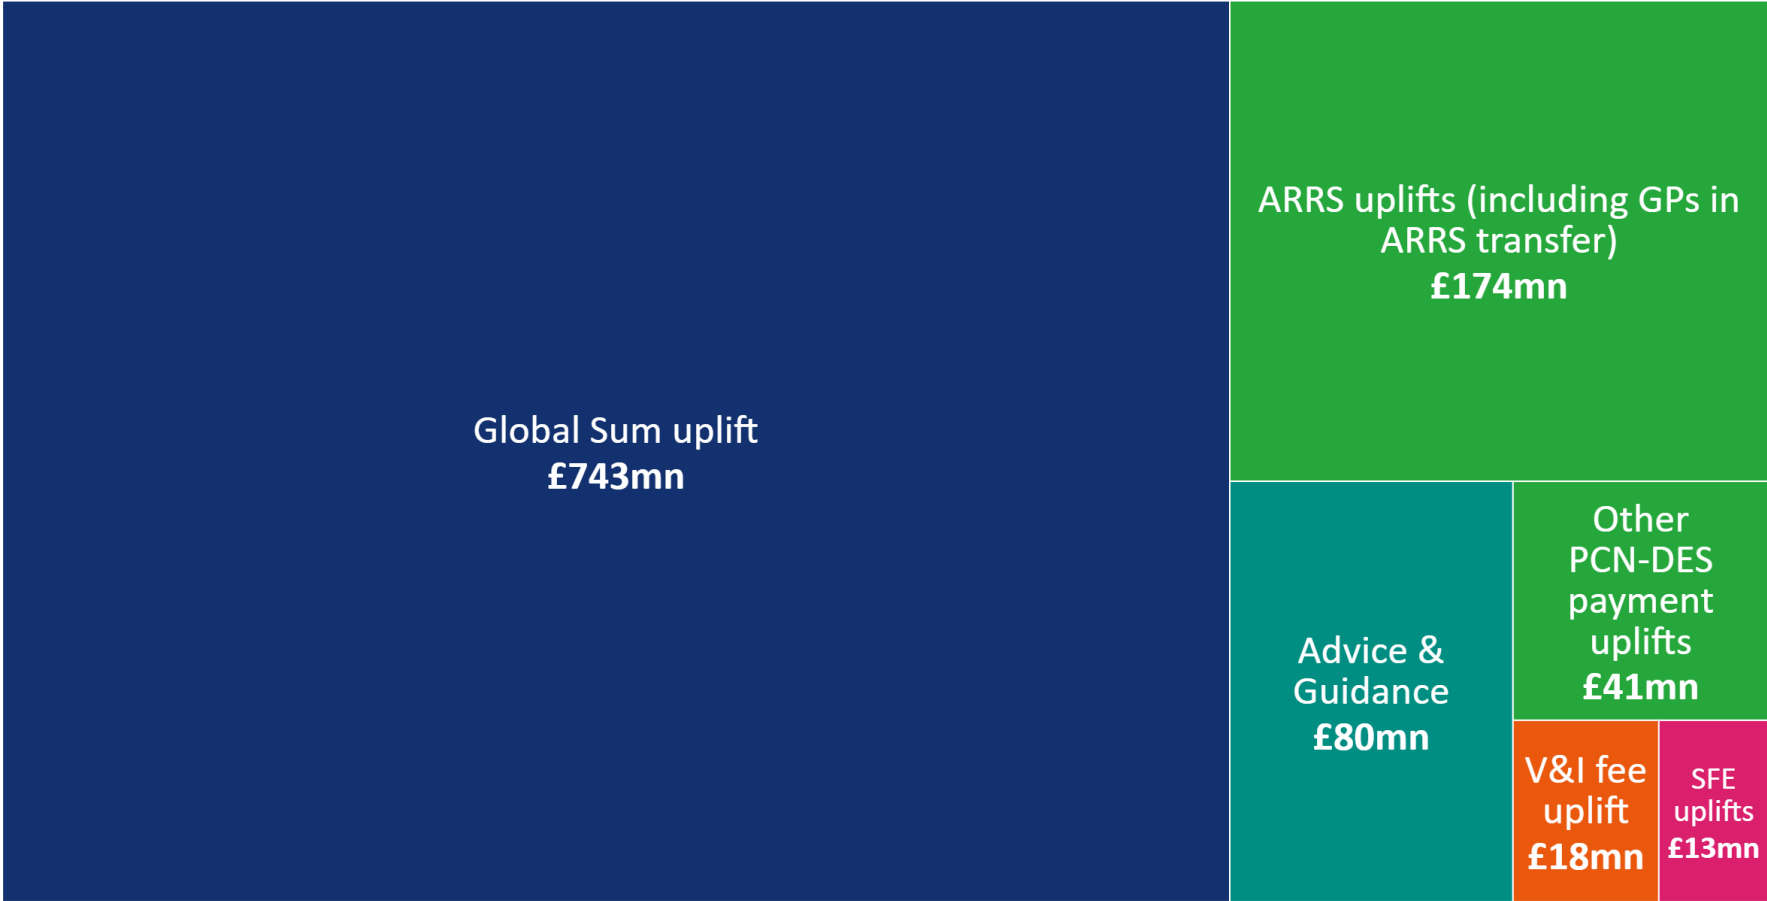 Global Sum uplift
£743mn
ARRS uplifts (including GPs in
ARRS transfer)
£174mn
Advice &
Guidance
£80mn
Other
PCN-DES
payment
uplifts
£41mn
V&I fee
uplift
£18mn
SFE
uplifts
£13mn